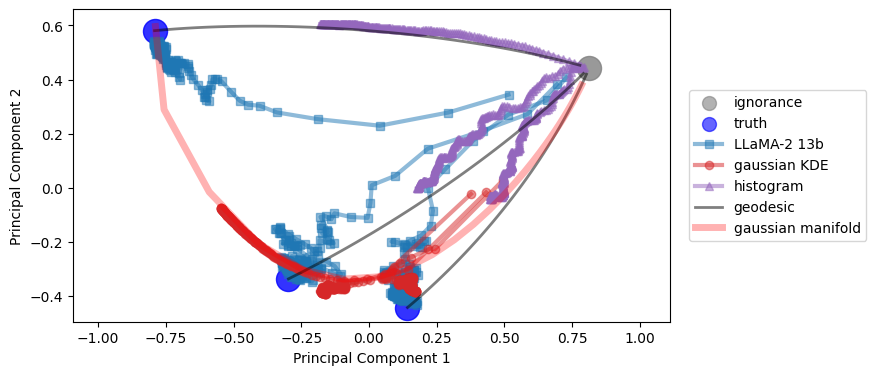 0.6
0.4
0.2
0.0
−0.2
−0.4
Principal Component 2
−1.00 −0.75 −0.50 −0.25 0.00 0.25 0.50 0.75 1.00
Principal Component 1
ignorance
truth
LLaMA-2 13b
gaussian KDE
histogram
geodesic
gaussian manifold